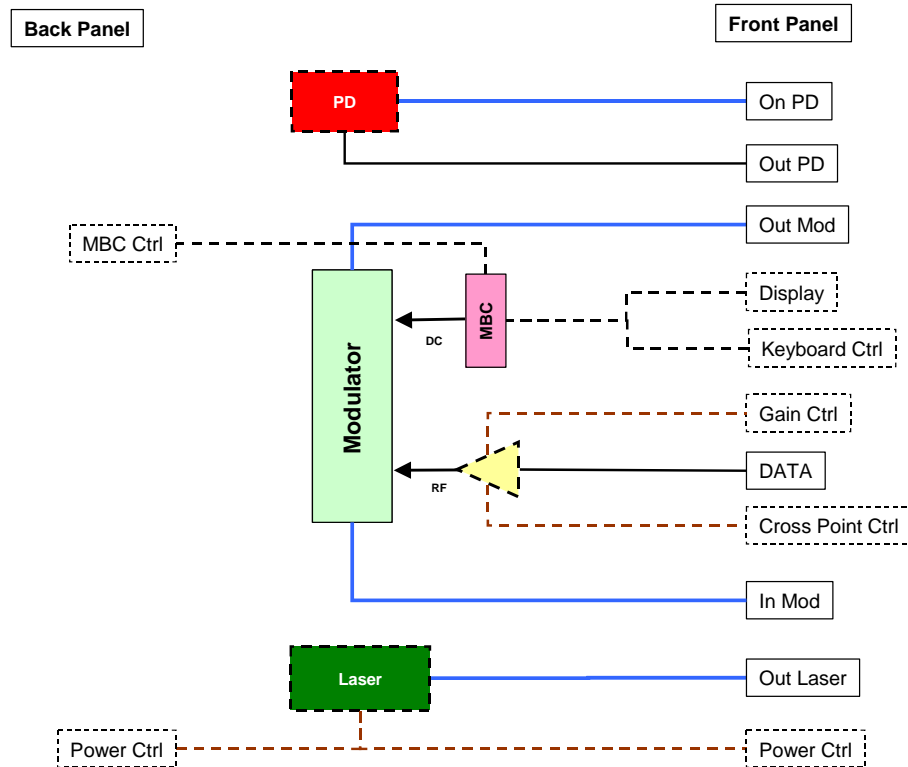 Back Panel
Front Panel
PD
On PD
Out PD
Out Mod
MBC Ctrl
Display
MBC
DC
Keyboard Ctrl
Modulator
Gain Ctrl
DATA
RF
Cross Point Ctrl
In Mod
Laser
Out Laser
Power Ctrl
Power Ctrl